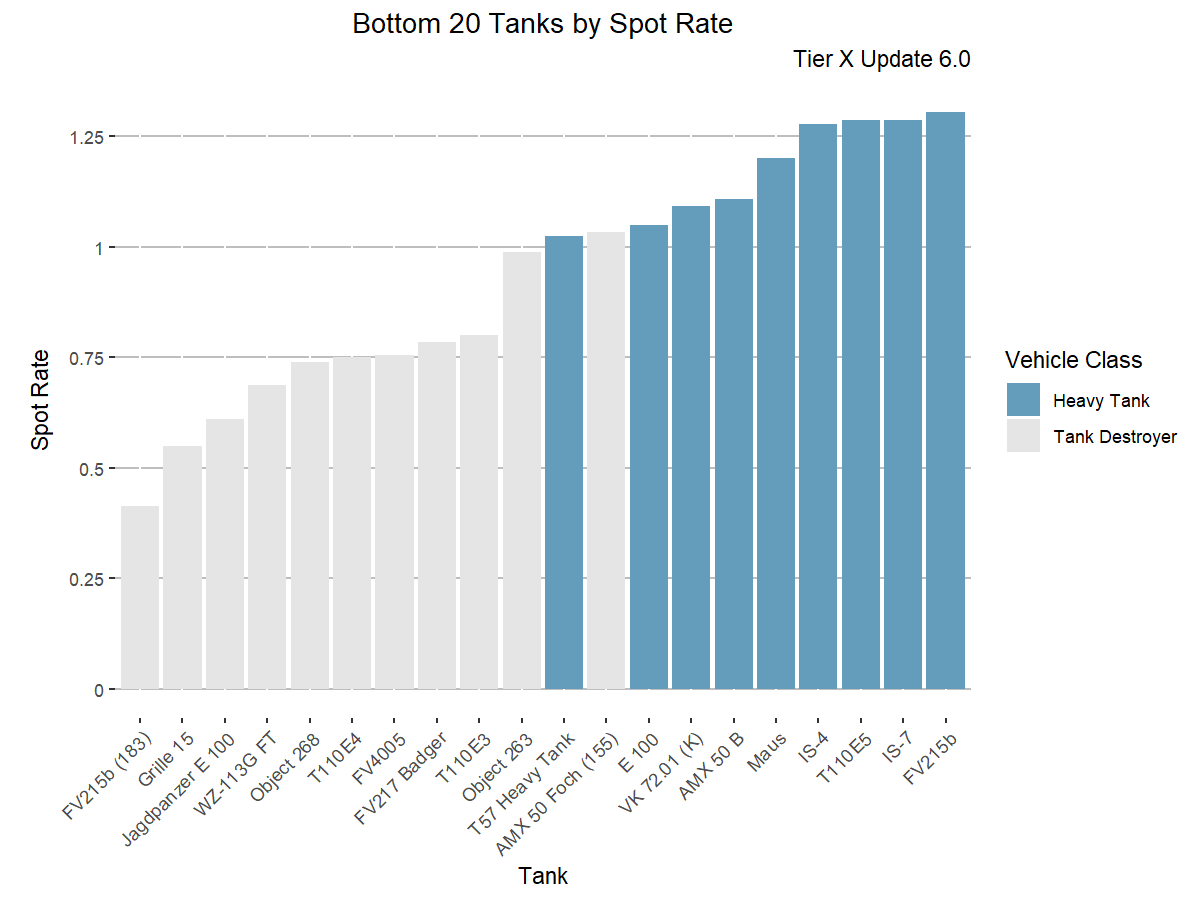 Bottom 20 Tanks by Spot Rate
Tier X Update 6.0
Spot Rate
1.25
1
0.75
0.5
0.25
0
FV215b (183)
Grille 15
Jagdpanzer E 100
WZ-113G FT
Object 268
T110E4
FV4005
FV217 Badger
T110E3
Object 263
T57 Heavy Tank
AMX 50 Foch (155)
E 100
VK 72.01 (K)
AMX 50 B
Maus
IS-4
T110E5
IS-7
FV215b
Tank
Vehicle Class
Heavy Tank
Tank Destroyer